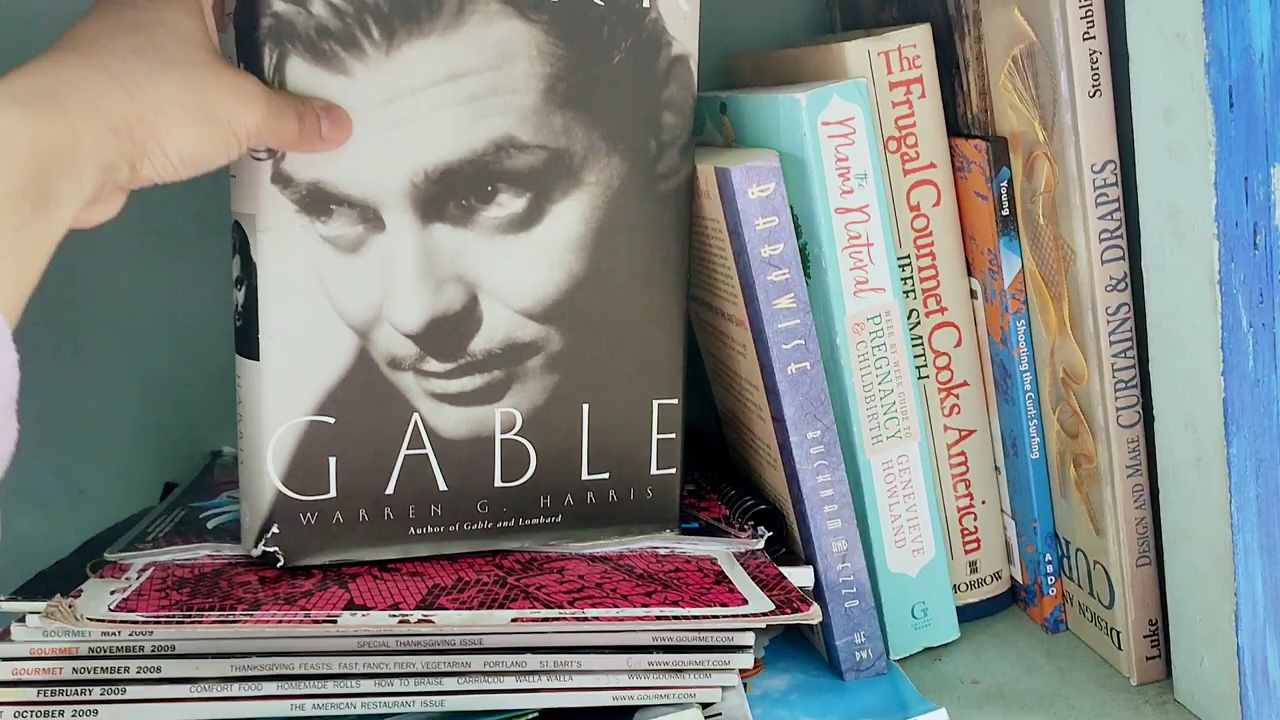 GABLE
WARREN G. HARRIS
Author of Gable and Lombard
BABYWISE
BUCKNAM AND EZZO
the
Mama Natural
WEEK BY WEEK GUIDE TO
PREGNANCY
& CHILDBIRTH
GENEVIEVE
HOWLAND
G
The
Frugal Gourmet Cooks American
JEFF SMITH
MORROW
Young
Shooting the Curl: Surfing
ABDO
DESIGN AND MAKE CURTAINS & DRAPES
Luke
Storey Publi
DESIGN AN
CUR
GOURMET MAY 2009
GOURMET NOVEMBER 2009 SPECIAL THANKSGIVING ISSUE WWW.GOURMET.COM
GOURMET NOVEMBER 2008 THANKSGIVING FEASTS: FAST, FANCY, FIERY, VEGETARIAN PORTLAND ST. BART'S WWW.GOURMET.COM
FEBRUARY 2009 COMFORT FOOD HOMEMADE ROLLS HOW TO BRAISE CARRIACOU WALLA WALLA WWW.GOURMET.COM
T OCTOBER 2009 THE AMERICAN RESTAURANT ISSUE WWW.GOURMET.COM